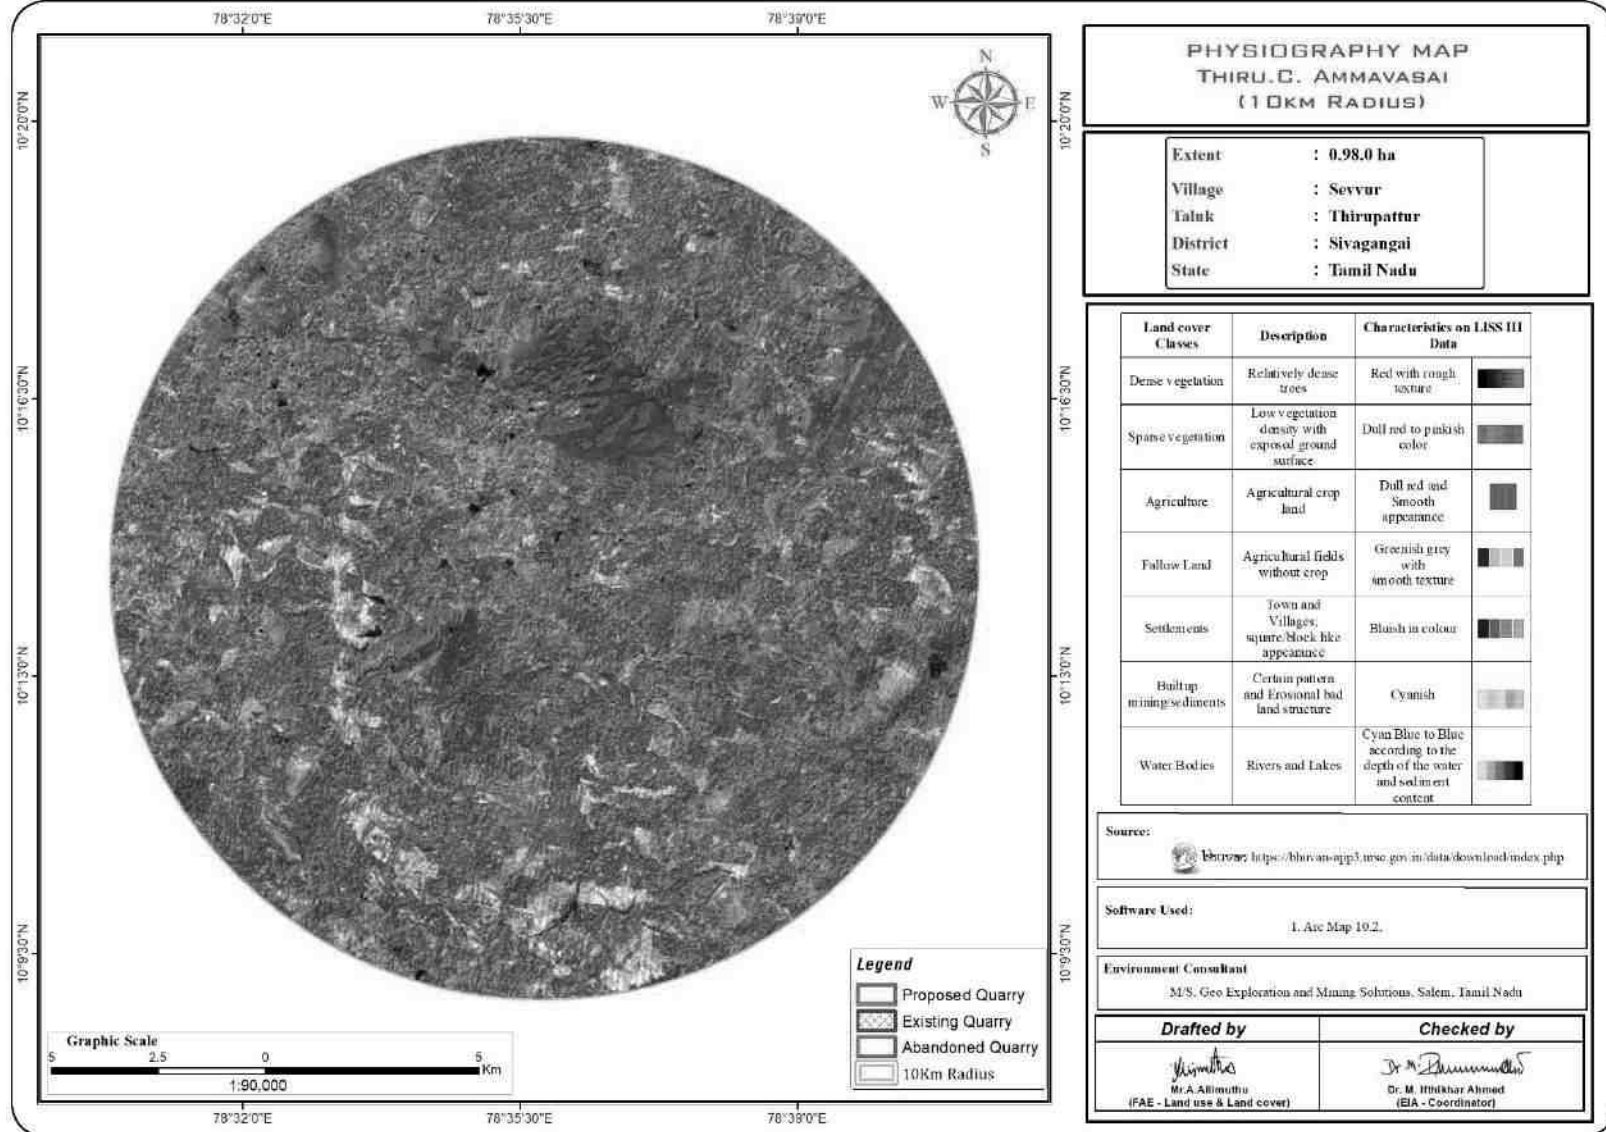 78°32'0"E 78°35'30"E 78°39'0"E
10°20'0"N 10°20'0"N
10°16'30"N 10°16'30"N
10°13'0"N 10°13'0"N
10°9'30"N 10°9'30"N
N
W E
S
Graphic Scale
5 2.5 0 5
Km
1:90,000
Legend
Proposed Quarry
Existing Quarry
Abandoned Quarry
10Km Radius
78°32'0"E 78°35'30"E 78°39'0"E
PHYSIOGRAPHY MAP
THIRU.C. AMMAVASAI
(10KM RADIUS)
Extent : 0.98.0 ha
Village : Sevvur
Taluk : Thirupattur
District : Sivagangai
State : Tamil Nadu
Land cover Classes Description Characteristics on LISS III Data
Dense vegetation Relatively dense trees Red with rough texture
Sparse vegetation Low vegetation density with exposed ground surface Dull red to pinkish color
Agriculture Agricultural crop land Dull red and Smooth appearance
Fallow Land Agricultural fields without crop Greenish grey with smooth texture
Settlements Town and Villages; square/block like appearance Bluish in colour
Built up mining/sediments Certain pattern and Erosional bad land structure Cyanish
Water Bodies Rivers and Lakes Cyan Blue to Blue according to the depth of the water and sediment content
Source:
bhuvan https://bhuvan-app3.nrsc.gov.in/data/download/index.php
Software Used:
1. Arc Map 10.2.
Environment Consultant
M/S. Geo Exploration and Mining Solutions, Salem, Tamil Nadu
Drafted by Checked by
Mr.A.Allimuthu
(FAE - Land use & Land cover)
Dr. M. Ifthikhar Ahmed
(EIA - Coordinator)